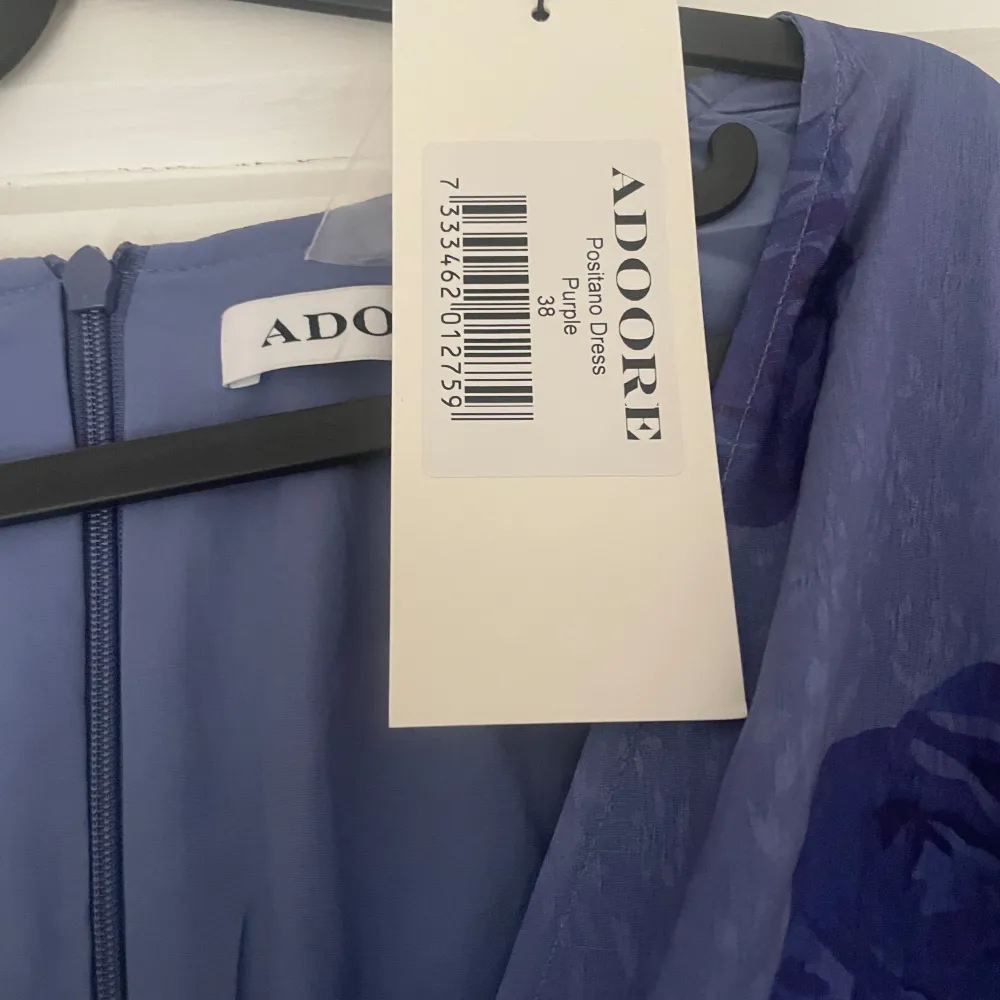 ADOORE
Positano Dress
Purple
38
7 333462 012759
ADO